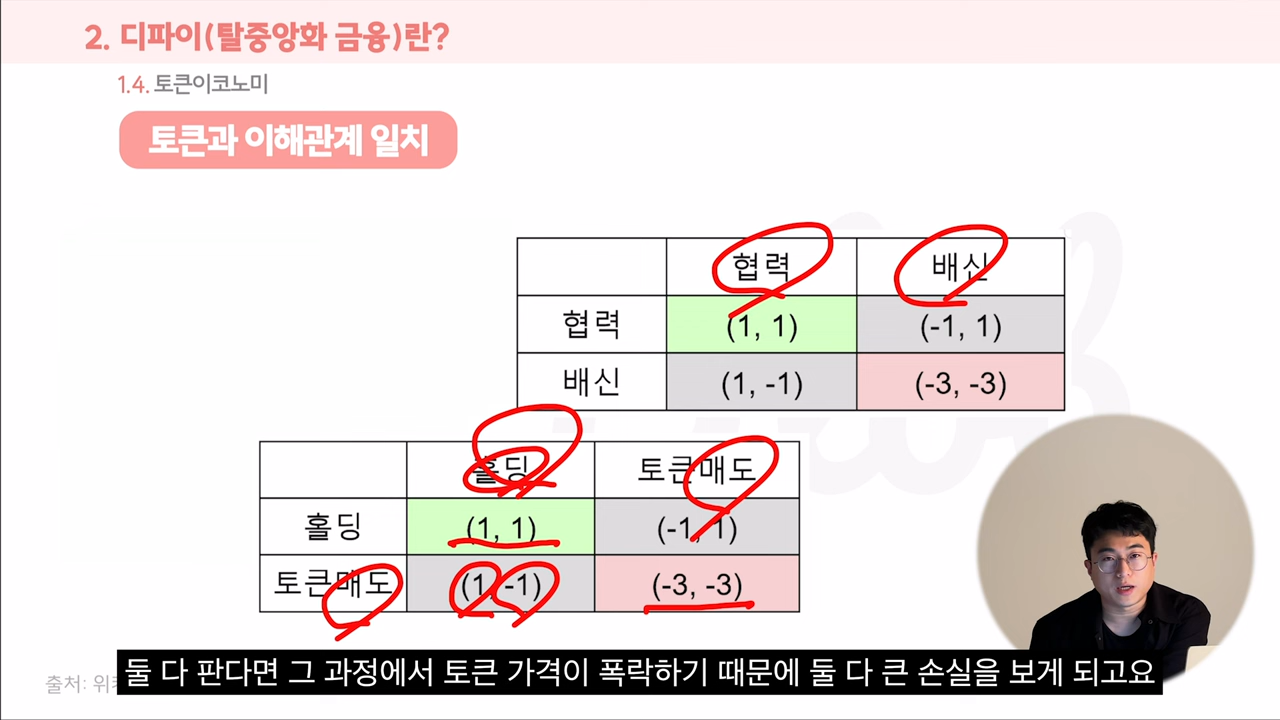 2. 디파이(탈중앙화 금융)란?
1.4. 토큰이코노미
토큰과 이해관계 일치
협력 배신
협력 (1, 1) (-1, 1)
배신 (1, -1) (-3, -3)
홀딩 토큰매도
홀딩 (1, 1) (-1, 1)
토큰매도 (1, -1) (-3, -3)
출처:
둘 다 판다면 그 과정에서 토큰 가격이 폭락하기 때문에 둘 다 큰 손실을 보게 되고요